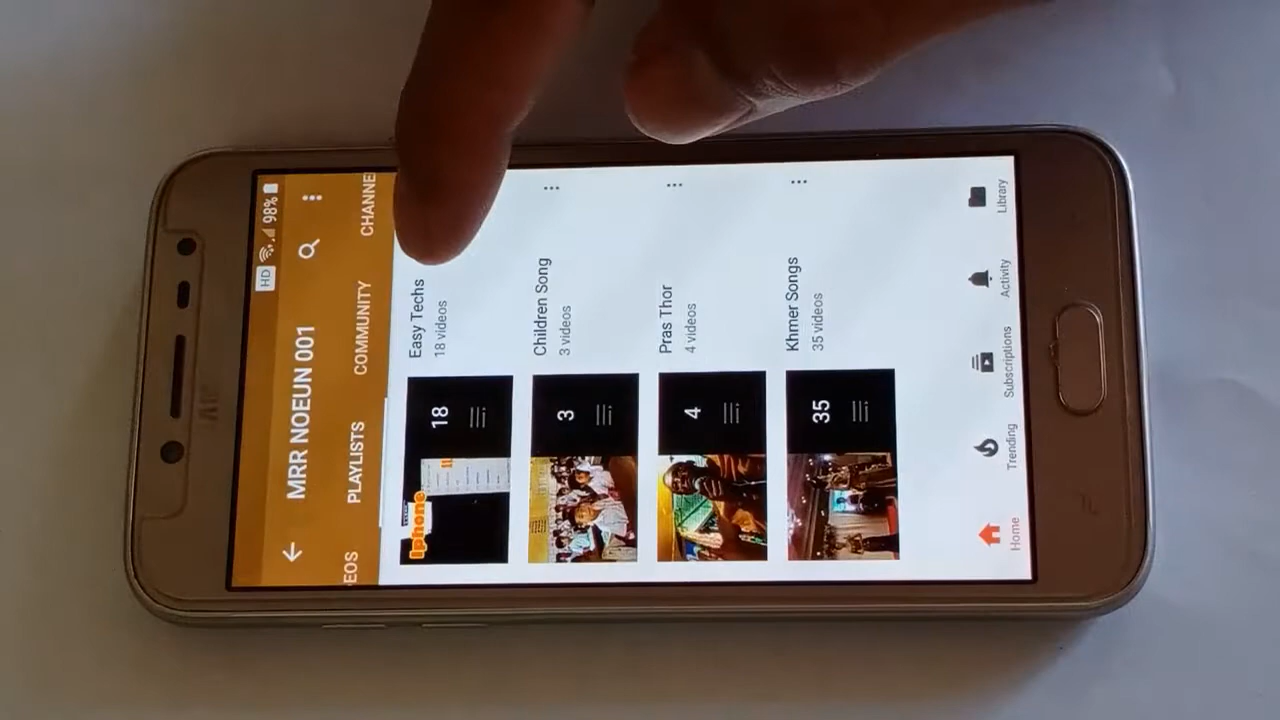 HD 98%
MRR NOEUN 001
EOS PLAYLISTS COMMUNITY CHANNE
Iphone
18
Easy Techs
18 videos
3
Children Song
3 videos
4
Pras Thor
4 videos
35
Khmer Songs
35 videos
Home Trending Subscriptions Activity Library